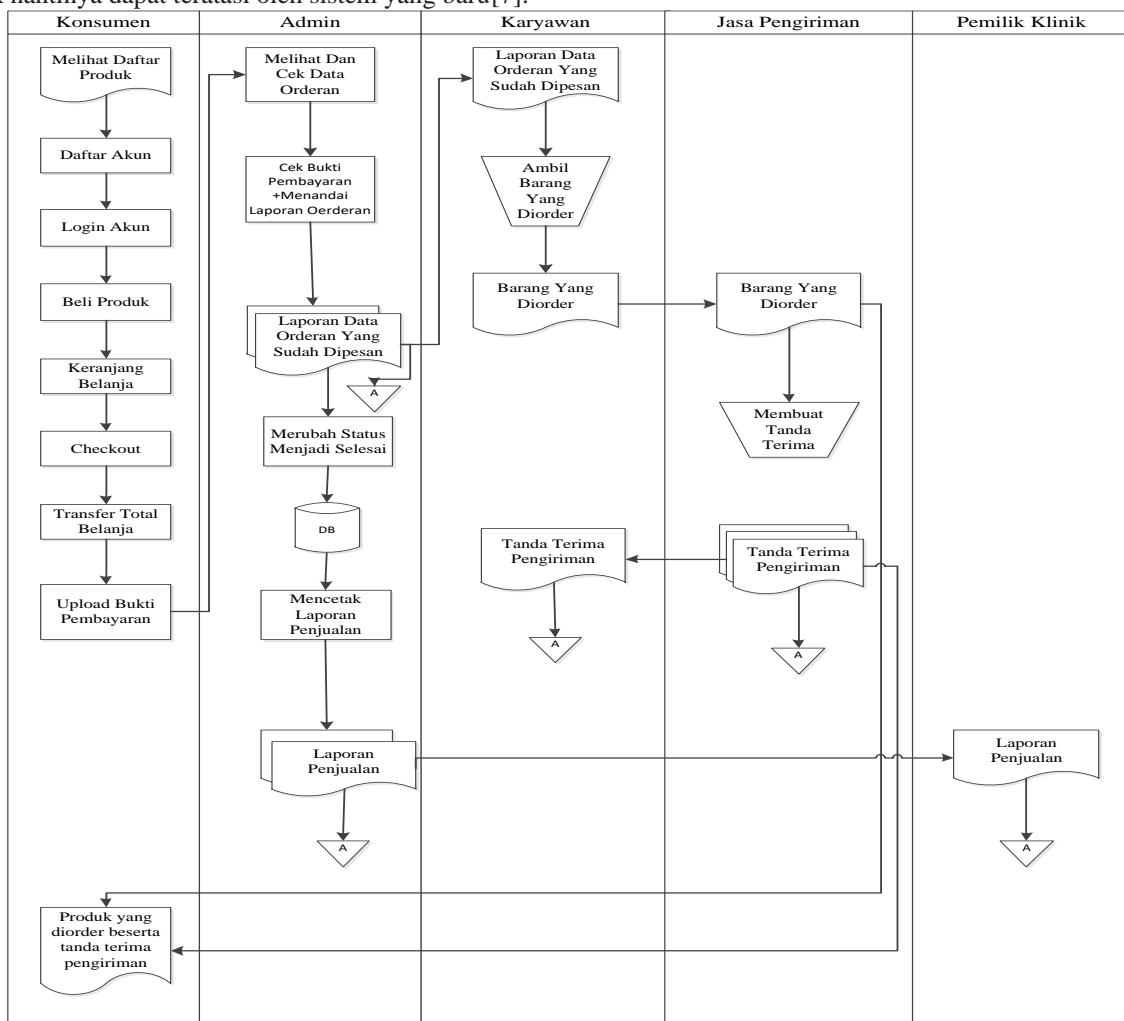 nantinya dapat teratasi oleh sistem yang baru[7].
Konsumen
Admin
Karyawan
Jasa Pengiriman
Pemilik Klinik
Melihat Daftar
Produk
Daftar Akun
Login Akun
Beli Produk
Keranjang
Belanja
Checkout
Transfer Total
Belanja
Upload Bukti
Pembayaran
Produk yang
diorder beserta
tanda terima
pengiriman
Melihat Dan
Cek Data
Orderan
Cek Bukti
Pembayaran
+Menandai
Laporan Oerderan
Laporan Data
Orderan Yang
Sudah Dipesan
A
Merubah Status
Menjadi Selesai
DB
Mencetak
Laporan
Penjualan
Laporan
Penjualan
A
Laporan Data
Orderan Yang
Sudah Dipesan
Ambil
Barang
Yang
Diorder
Barang Yang
Diorder
Tanda Terima
Pengiriman
A
Barang Yang
Diorder
Membuat
Tanda
Terima
Tanda Terima
Pengiriman
A
Laporan
Penjualan
A